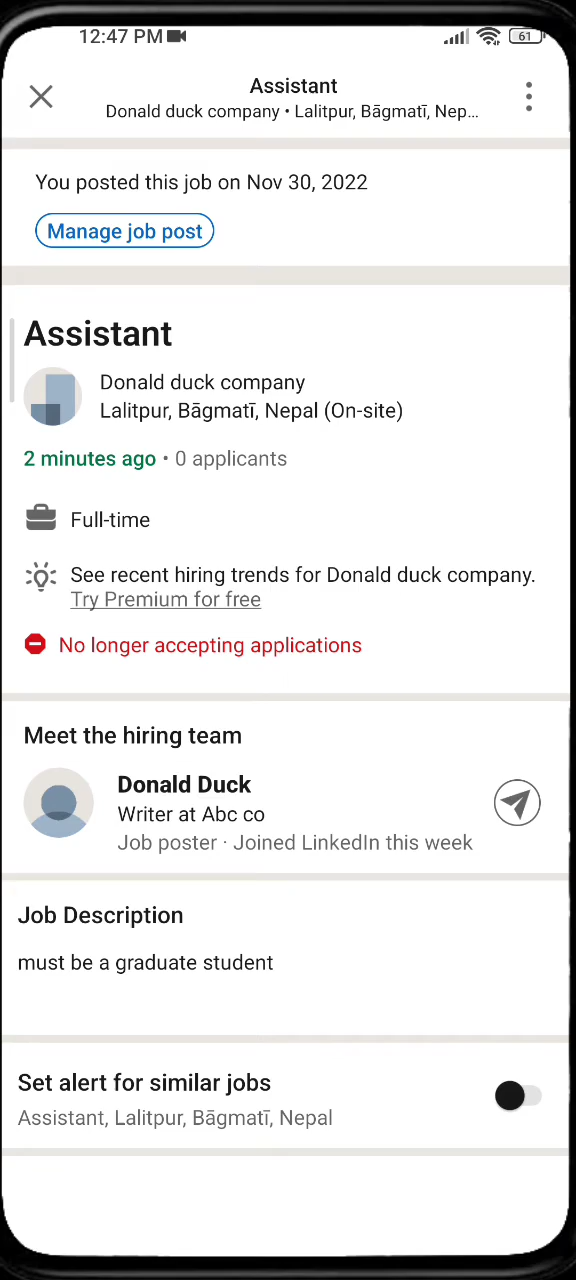 12:47 PM
61
Assistant
Donald duck company • Lalitpur, Bāgmatī, Nep...
You posted this job on Nov 30, 2022
Manage job post
Assistant
Donald duck company
Lalitpur, Bāgmatī, Nepal (On-site)
2 minutes ago • 0 applicants
Full-time
See recent hiring trends for Donald duck company.
Try Premium for free
No longer accepting applications
Meet the hiring team
Donald Duck
Writer at Abc co
Job poster · Joined LinkedIn this week
Job Description
must be a graduate student
Set alert for similar jobs
Assistant, Lalitpur, Bāgmatī, Nepal